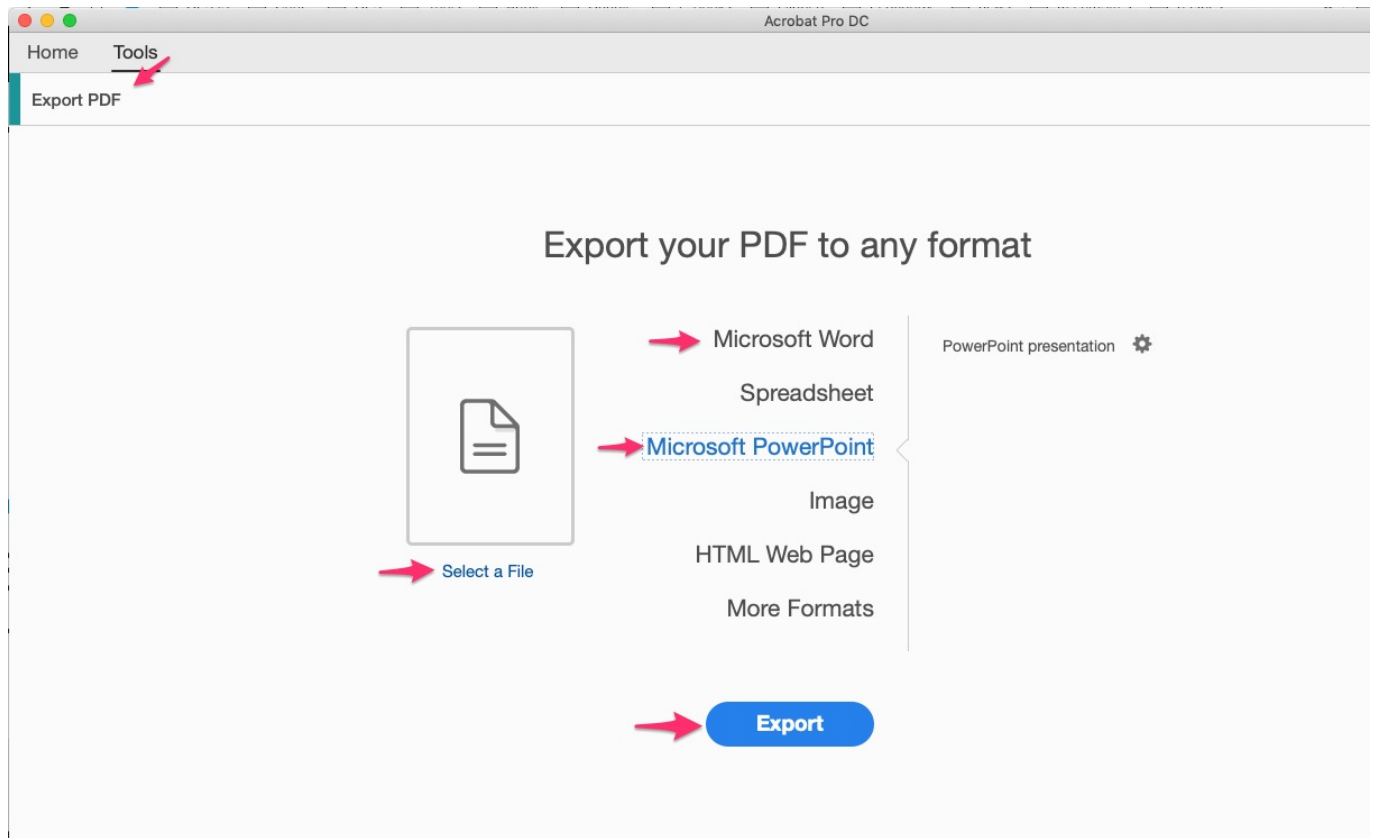 Acrobat Pro DC
Home Tools
Export PDF
Export your PDF to any format
Microsoft Word
PowerPoint presentation
Spreadsheet
Microsoft PowerPoint
Image
HTML Web Page
Select a File
More Formats
Export